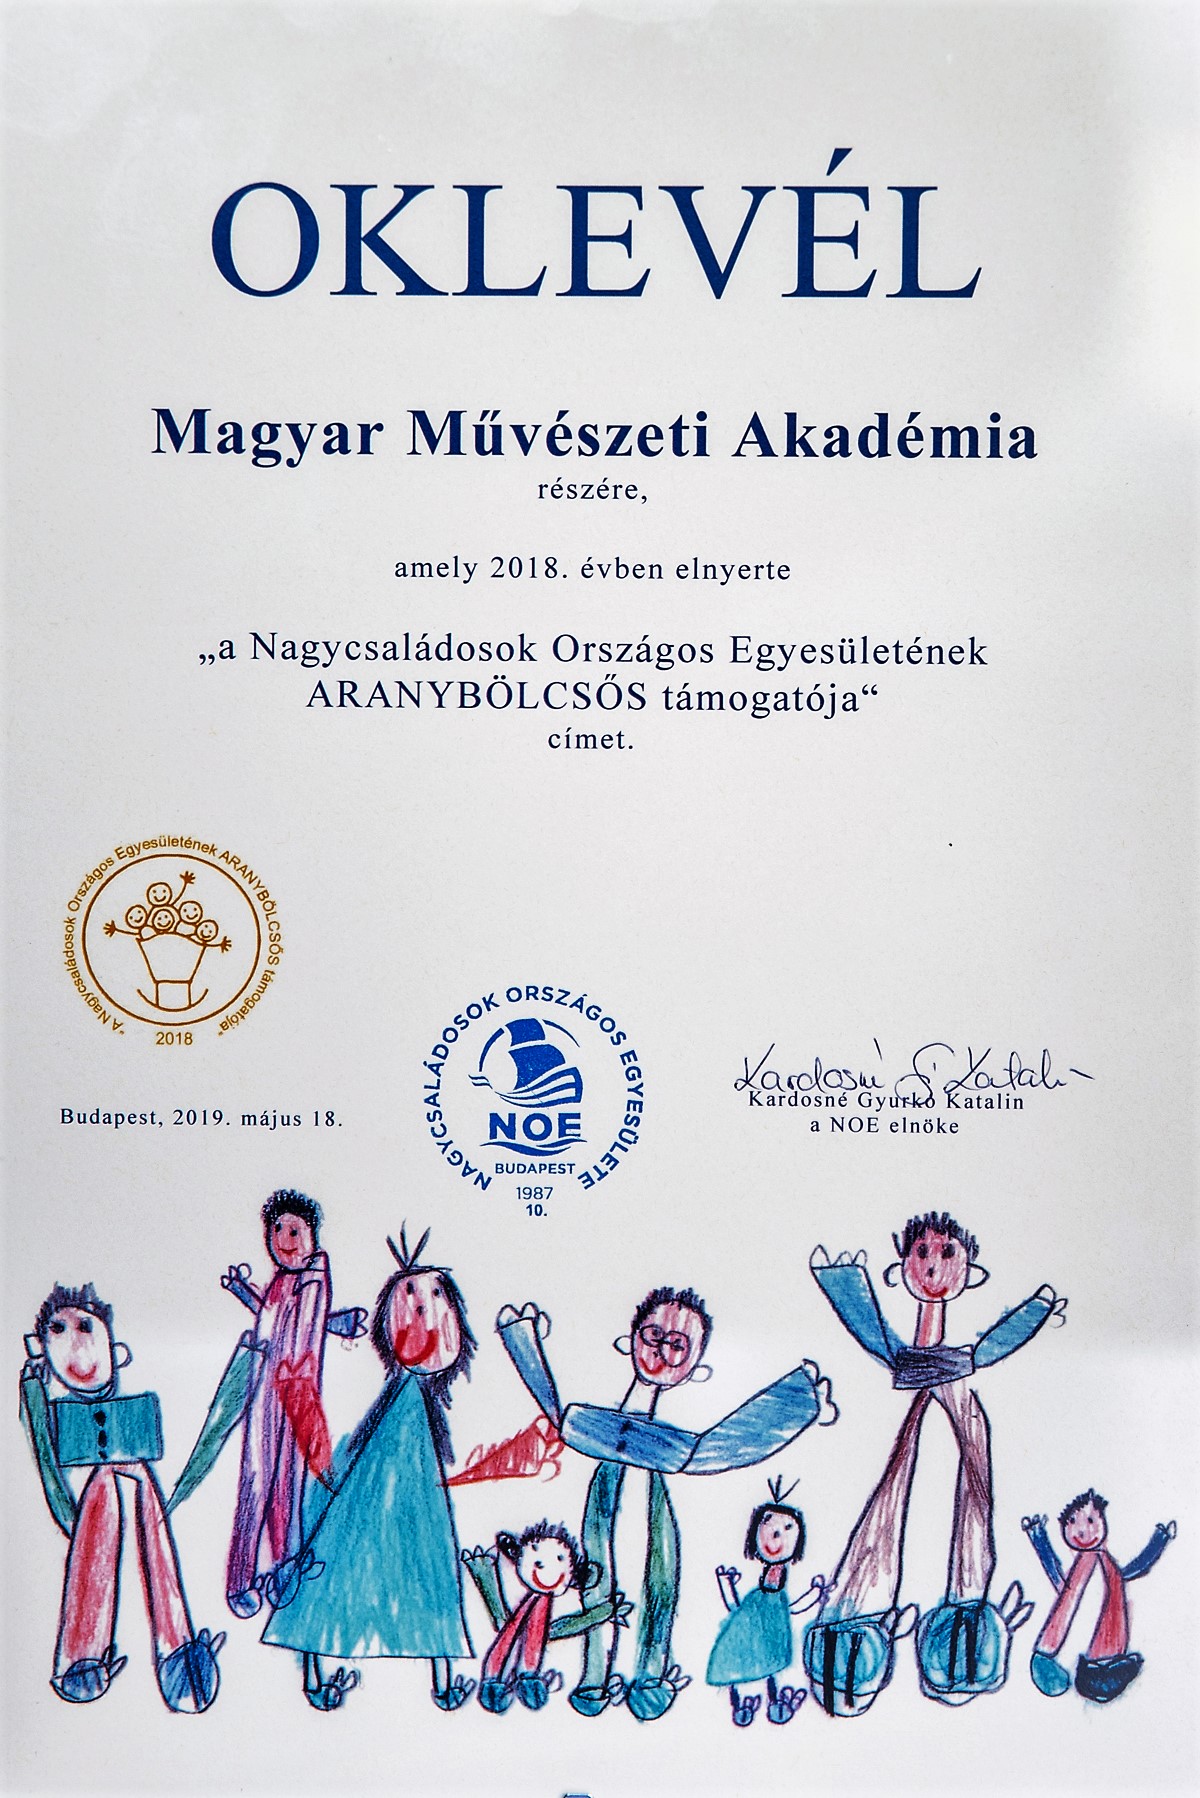 OKLEVÉL
Magyar Művészeti Akadémia
részére,
amely 2018. évben elnyerte
„a Nagycsaládosok Országos Egyesületének
ARANYBÖLCSŐS támogatója“
címet.
"A Nagycsaládosok Országos Egyesületének ARANYBÖLCSŐS támogatója"
2018
Budapest, 2019. május 18.
NAGYCSALÁDOSOK ORSZÁGOS EGYESÜLETE
NOE
BUDAPEST
1987
10.
Kardosné Gy Katalin
Kardosné Gyurkó Katalin
a NOE elnöke